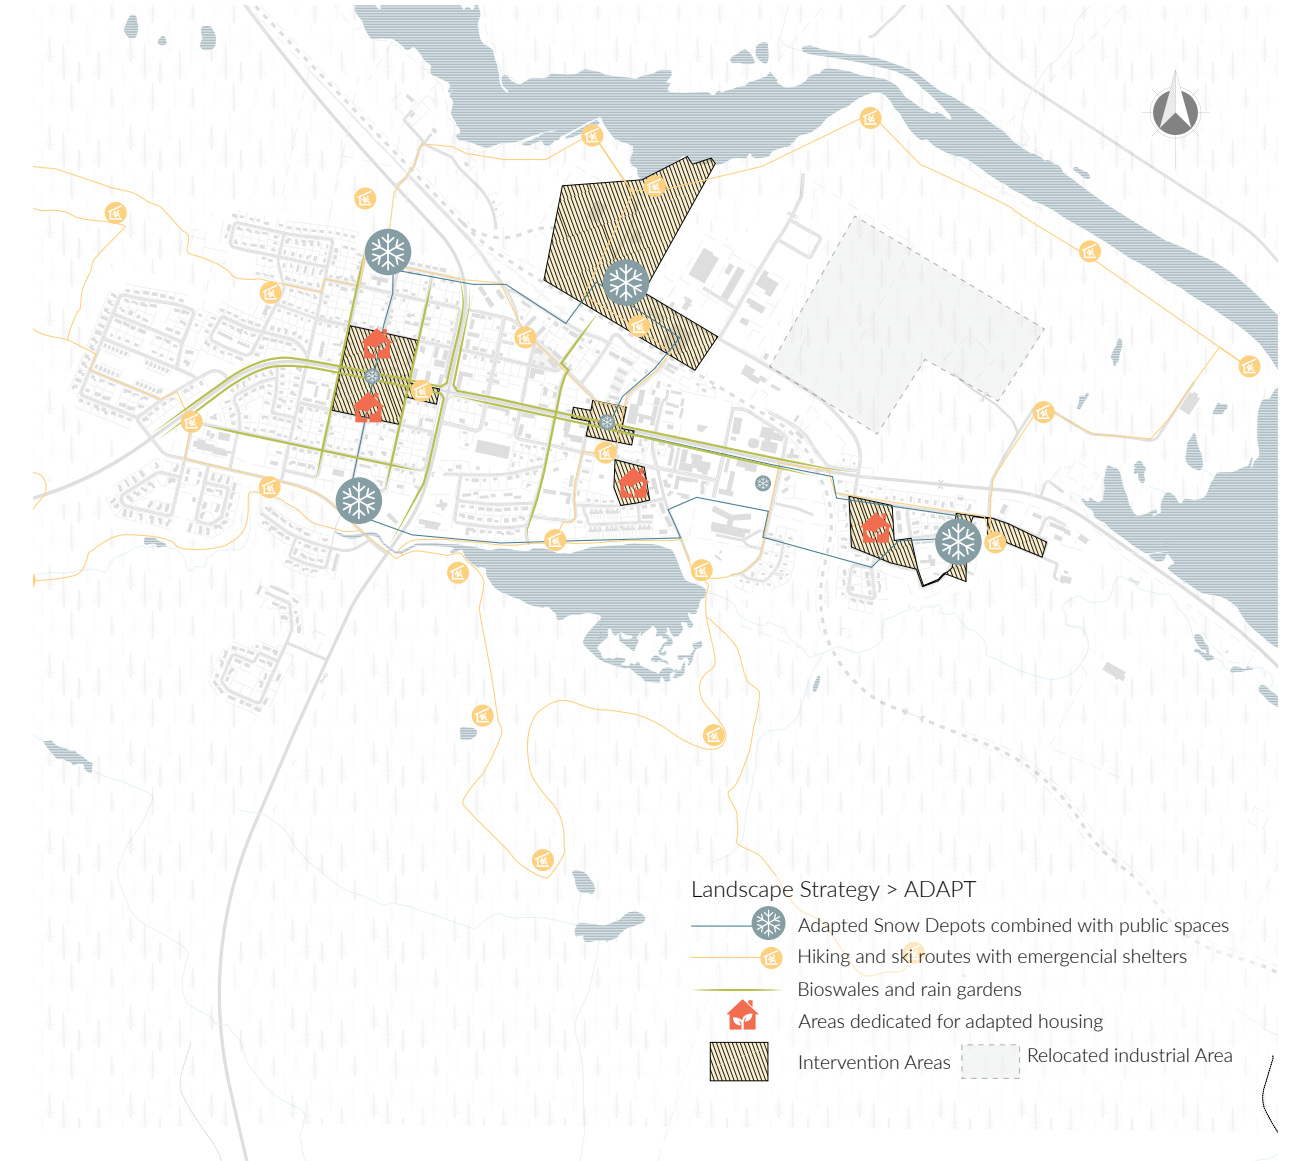 Landscape Strategy > ADAPT
Adapted Snow Depots combined with public spaces
Hiking and ski routes with emergencial shelters
Bioswales and rain gardens
Areas dedicated for adapted housing
Intervention Areas
Relocated industrial Area